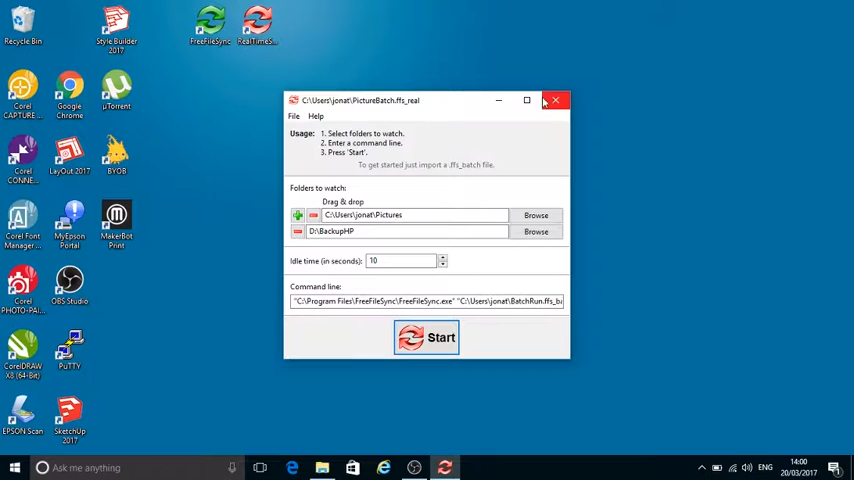 Recycle Bin
Style Builder
2017
FreeFileSync
RealTimeS...
Corel
CAPTURE ...
Google
Chrome
µTorrent
Corel
CONNE...
LayOut 2017
BYOB
Corel Font
Manager ...
MyEpson
Portal
MakerBot
Print
Corel
PHOTO-PAI...
OBS Studio
CorelDRAW
X8 (64-Bit)
PuTTY
EPSON Scan
SketchUp
2017
C:\Users\jonat\PictureBatch.ffs_real
File Help
Usage: 1. Select folders to watch.
2. Enter a command line.
3. Press 'Start'.
To get started just import a .ffs_batch file.
Folders to watch:
Drag & drop
C:\Users\jonat\Pictures Browse
D:\BackupHP Browse
Idle time (in seconds): 10
Command line:
"C:\Program Files\FreeFileSync\FreeFileSync.exe" "C:\Users\jonat\BatchRun.ffs_ba
Start
Ask me anything
ENG
14:00
20/03/2017